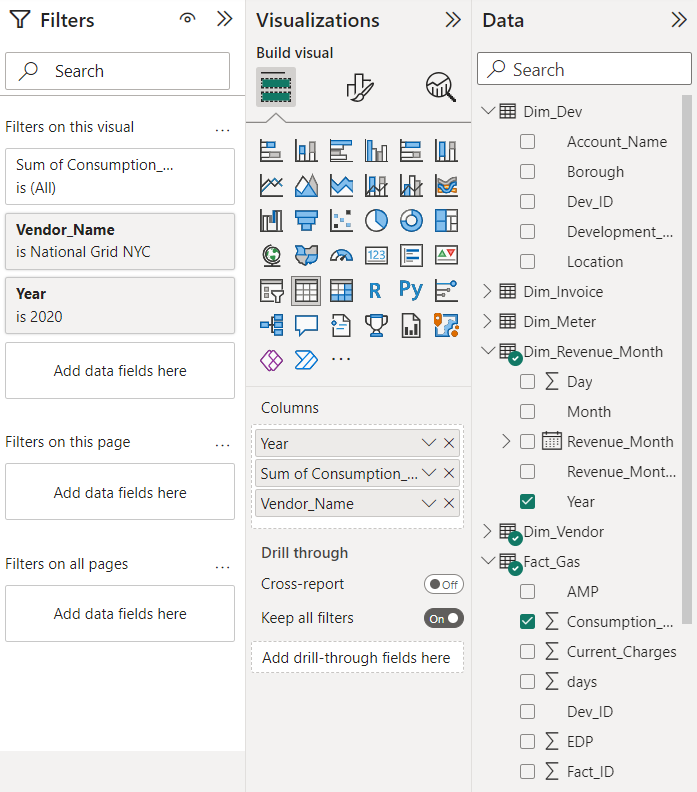 Filters
Search
Filters on this visual
...
Sum of Consumption_...
is (All)
Vendor_Name
is National Grid NYC
Year
is 2020
Add data fields here
Filters on this page
...
Add data fields here
Filters on all pages
...
Add data fields here
Visualizations
Build visual
123
R
Py
...
Columns
Year
Sum of Consumption_...
Vendor_Name
Drill through
Cross-report
Off
Keep all filters
On
Add drill-through fields here
Data
Search
Dim_Dev
Account_Name
Borough
Dev_ID
Development_...
Location
Dim_Invoice
Dim_Meter
Dim_Revenue_Month
∑ Day
Month
Revenue_Month
Revenue_Mont...
Year
Dim_Vendor
Fact_Gas
AMP
∑ Consumption_...
∑ Current_Charges
∑ days
Dev_ID
∑ EDP
∑ Fact_ID